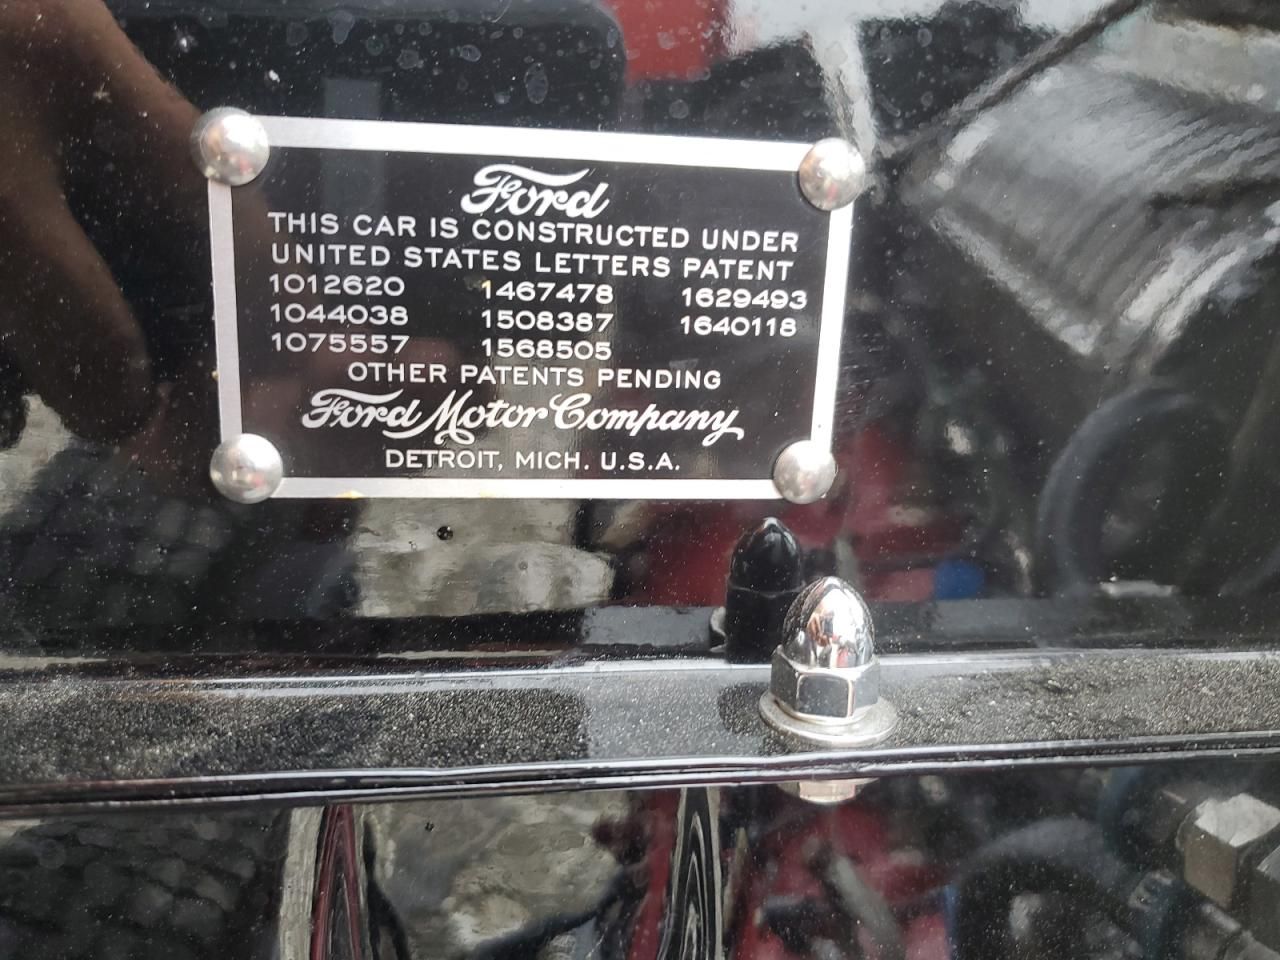 Ford
THIS CAR IS CONSTRUCTED UNDER
UNITED STATES LETTERS PATENT
1012620 1467478 1629493
1044038 1508387 1640118
1075557 1568505
OTHER PATENTS PENDING
Ford Motor Company
DETROIT, MICH. U.S.A.